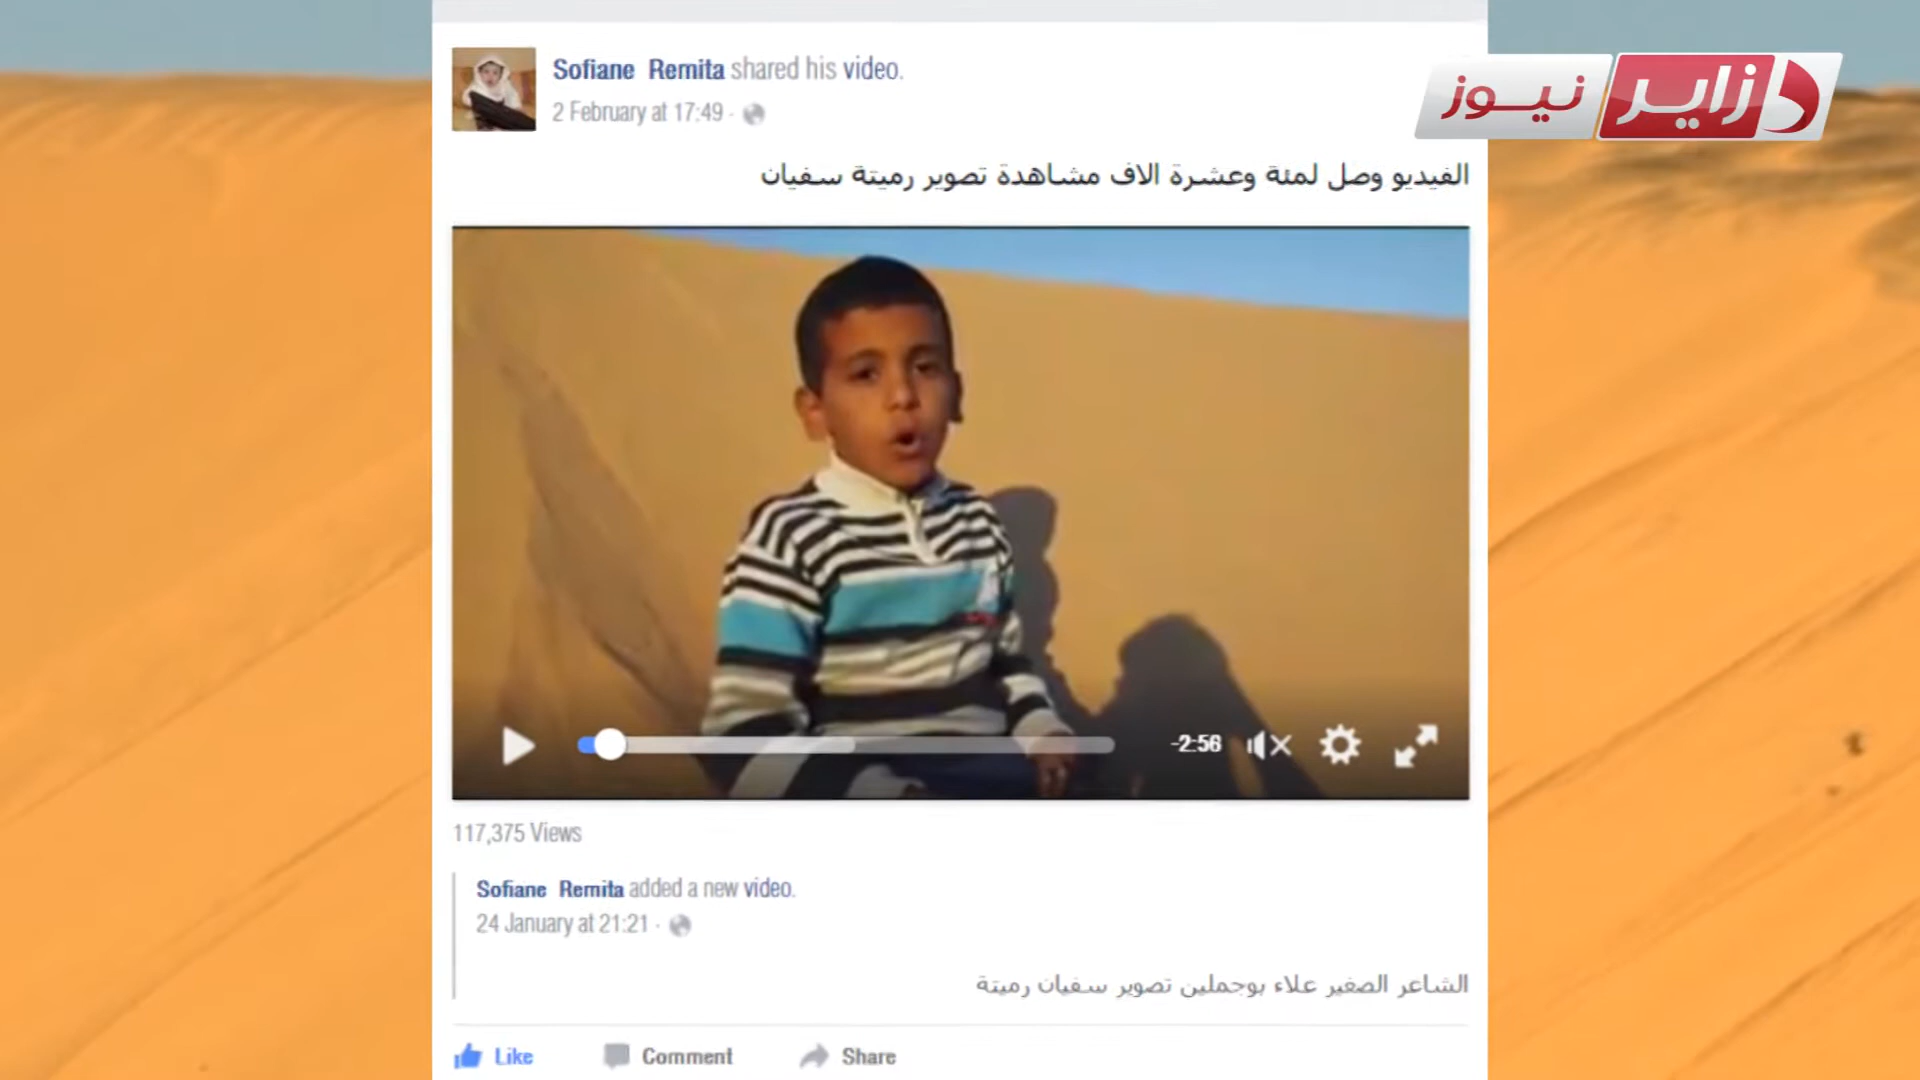 Sofiane Remita shared his video.
2 February at 17:49 ·
زاير نيوز
الفيديو وصل لمئة وعشرة الاف مشاهدة تصوير رميتة سفيان
-2:56
117,375 Views
Sofiane Remita added a new video.
24 January at 21:21 ·
الشاعر الصغير علاء بوجملين تصوير سفيان رميتة
Like Comment Share